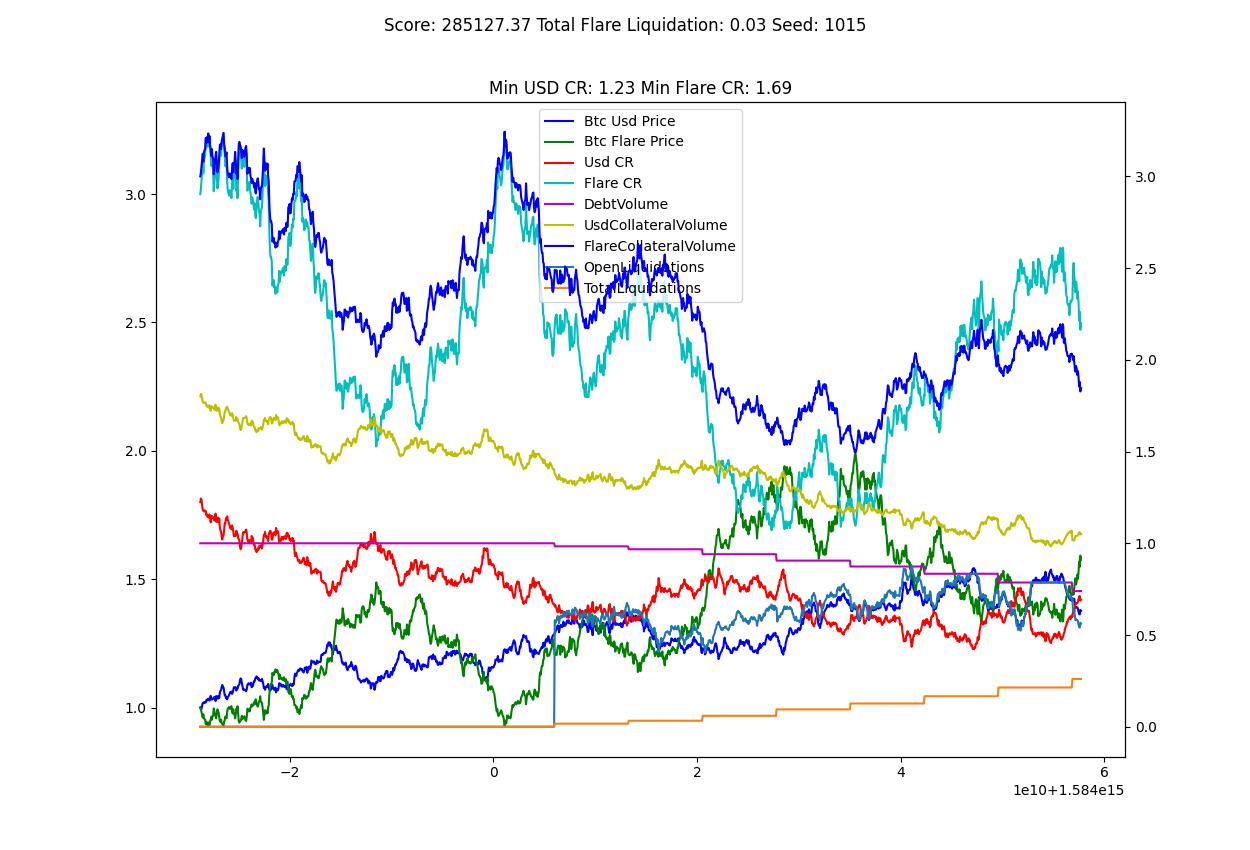 Score: 285127.37 Total Flare Liquidation: 0.03 Seed: 1015
Min USD CR: 1.23 Min Flare CR: 1.69
Btc Usd Price
Btc Flare Price
Usd CR
Flare CR
DebtVolume
UsdCollateralVolume
FlareCollateralVolume
OpenLiquidations
TotalLiquidations
3.0
2.5
2.0
1.5
1.0
3.0
2.5
2.0
1.5
1.0
0.5
0.0
−2
0
2
4
6
1e10+1.584e15